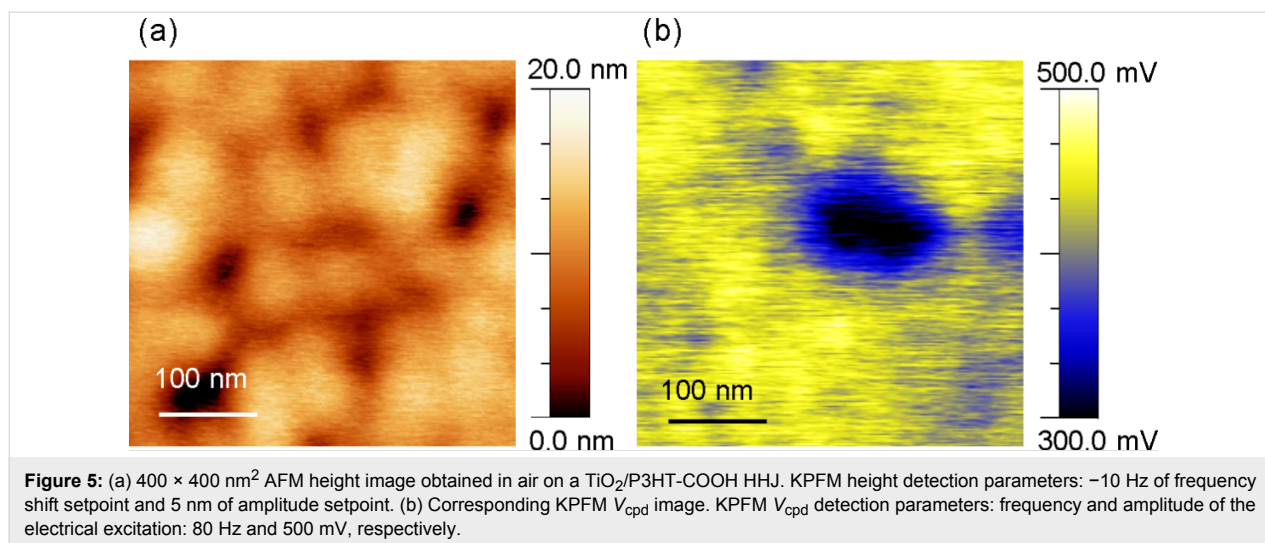 (a)
20.0 nm
100 nm
0.0 nm
(b)
500.0 mV
100 nm
300.0 mV
Figure 5: (a) 400 × 400 nm² AFM height image obtained in air on a TiO₂/P3HT-COOH HHJ. KPFM height detection parameters: −10 Hz of frequency
shift setpoint and 5 nm of amplitude setpoint. (b) Corresponding KPFM Vcpd image. KPFM Vcpd detection parameters: frequency and amplitude of the
electrical excitation: 80 Hz and 500 mV, respectively.